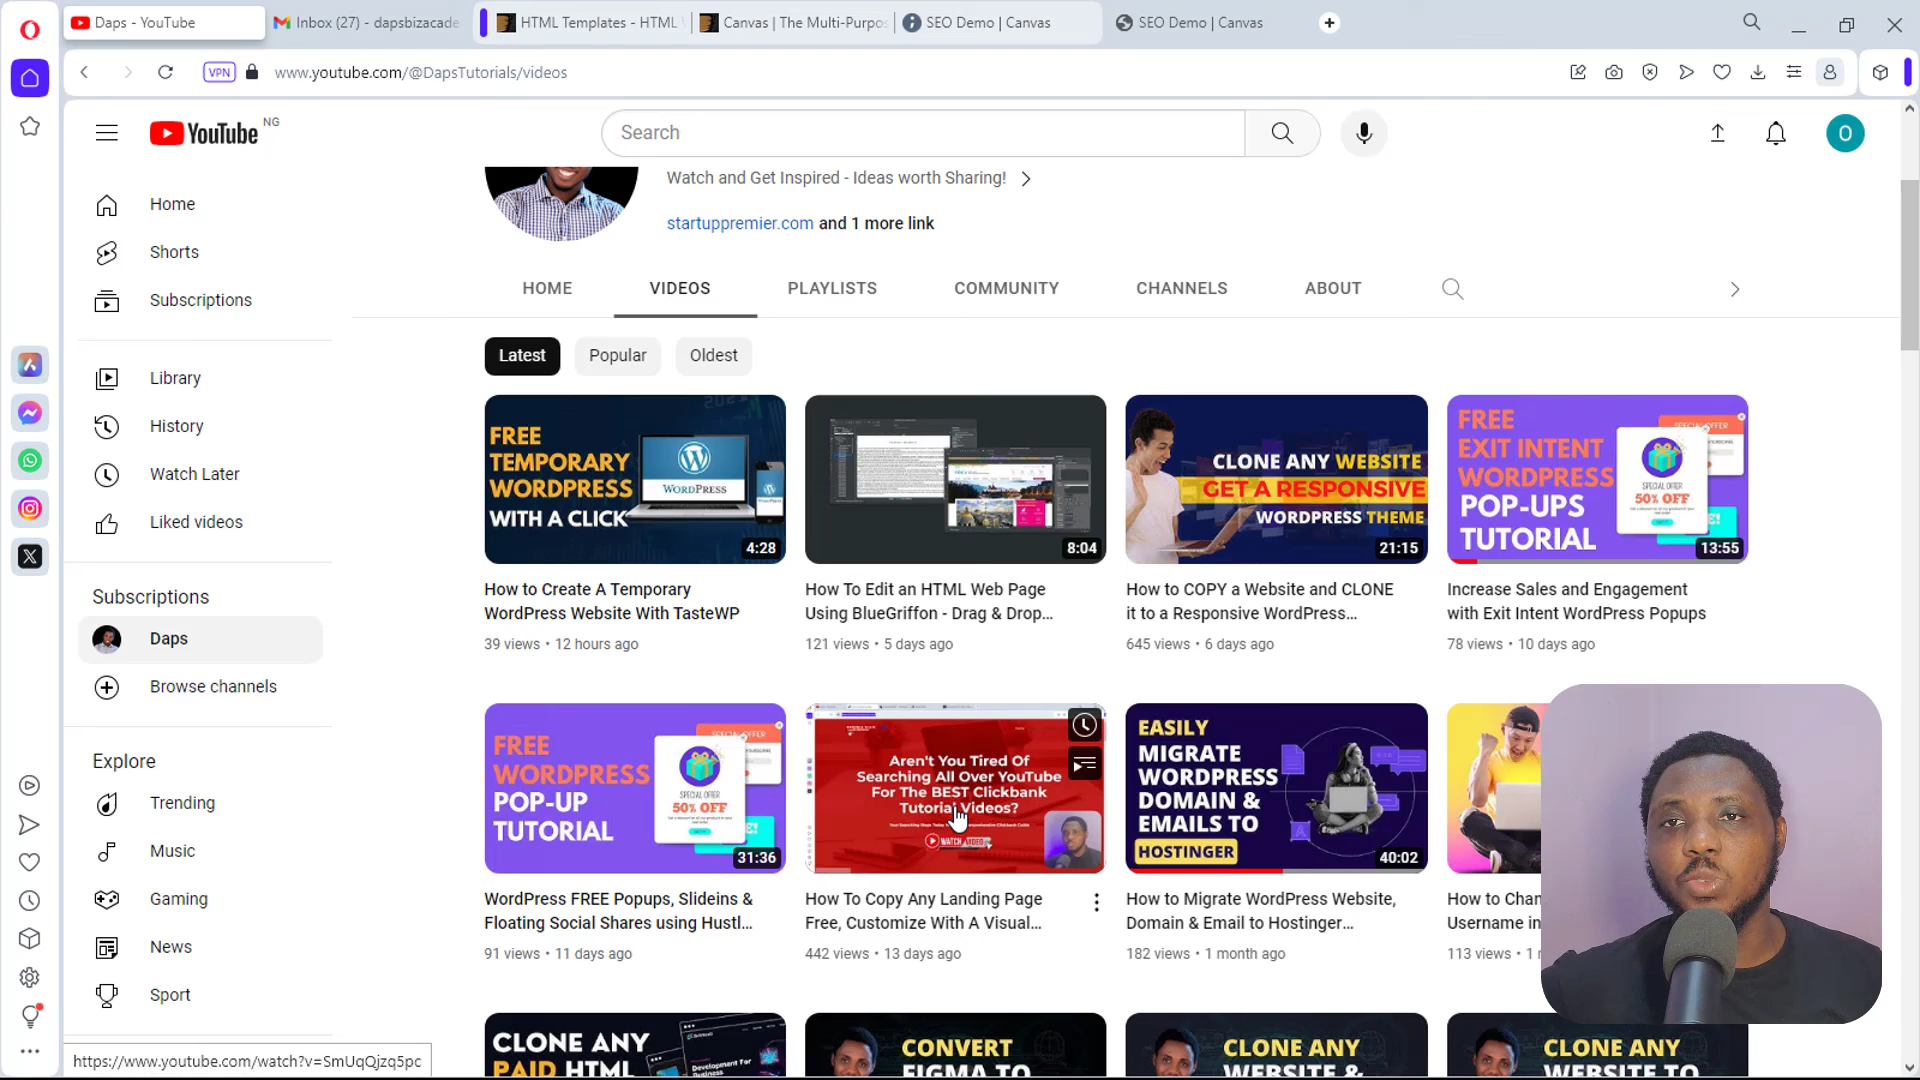 Daps - YouTube
Inbox (27) - dapsbizacade
HTML Templates - HTML
Canvas | The Multi-Purpos
SEO Demo | Canvas
SEO Demo | Canvas
VPN
www.youtube.com/@DapsTutorials/videos
YouTube
NG
Search
O
Watch and Get Inspired - Ideas worth Sharing!
startuppremier.com and 1 more link
Home
Shorts
Subscriptions
Library
History
Watch Later
Liked videos
Subscriptions
Daps
Browse channels
Explore
Trending
Music
Gaming
News
Sport
HOME
VIDEOS
PLAYLISTS
COMMUNITY
CHANNELS
ABOUT
Latest
Popular
Oldest
FREE
TEMPORARY
WORDPRESS
WITH A CLICK
WORDPRESS
4:28
How to Create A Temporary
WordPress Website With TasteWP
39 views • 12 hours ago
8:04
How To Edit an HTML Web Page
Using BlueGriffon - Drag & Drop...
121 views • 5 days ago
CLONE ANY WEBSITE
GET A RESPONSIVE
WORDPRESS THEME
21:15
How to COPY a Website and CLONE
it to a Responsive WordPress...
645 views • 6 days ago
FREE
EXIT INTENT
WORDPRESS
POP-UPS
TUTORIAL
SPECIAL OFFER
50% OFF
13:55
Increase Sales and Engagement
with Exit Intent WordPress Popups
78 views • 10 days ago
FREE
WORDPRESS
POP-UP
TUTORIAL
SPECIAL OFFER
50% OFF
31:36
WordPress FREE Popups, Slideins &
Floating Social Shares using Hustl...
91 views • 11 days ago
Aren't You Tired Of
Searching All Over YouTube
For The BEST Clickbank
Tutorial Videos?
WATCH VIDEO
How To Copy Any Landing Page
Free, Customize With A Visual...
442 views • 13 days ago
EASILY
MIGRATE
WORDPRESS
DOMAIN &
EMAILS TO
HOSTINGER
40:02
How to Migrate WordPress Website,
Domain & Email to Hostinger...
182 views • 1 month ago
How to Chan
Username in
113 views • 1
CLONE ANY
PAID HTML
CONVERT
FIGMA TO
CLONE ANY
WEBSITE &
CLONE ANY
WEBSITE TO
https://www.youtube.com/watch?v=SmUqQjzq5pc